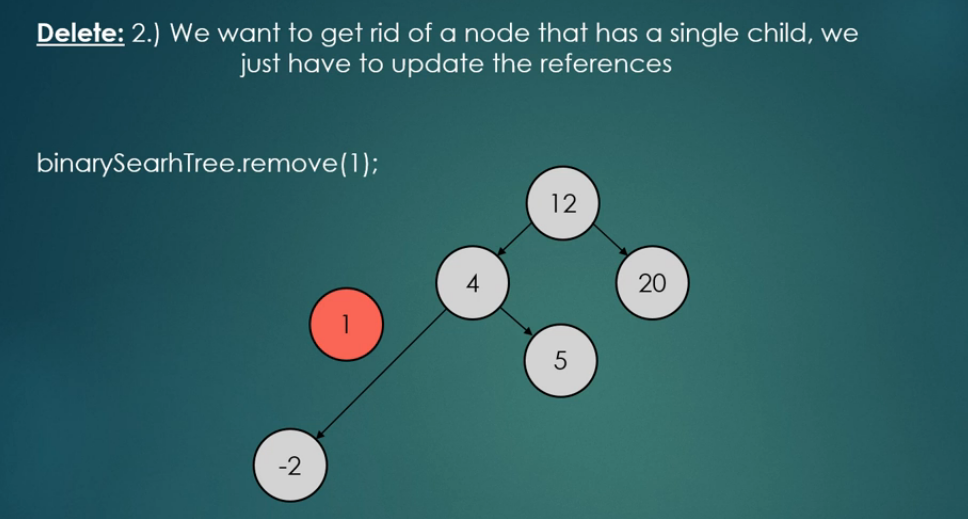 Delete: 2.) We want to get rid of a node that has a single child, we
just have to update the references
binarySearhTree.remove(1);
12
4
20
1
5
-2